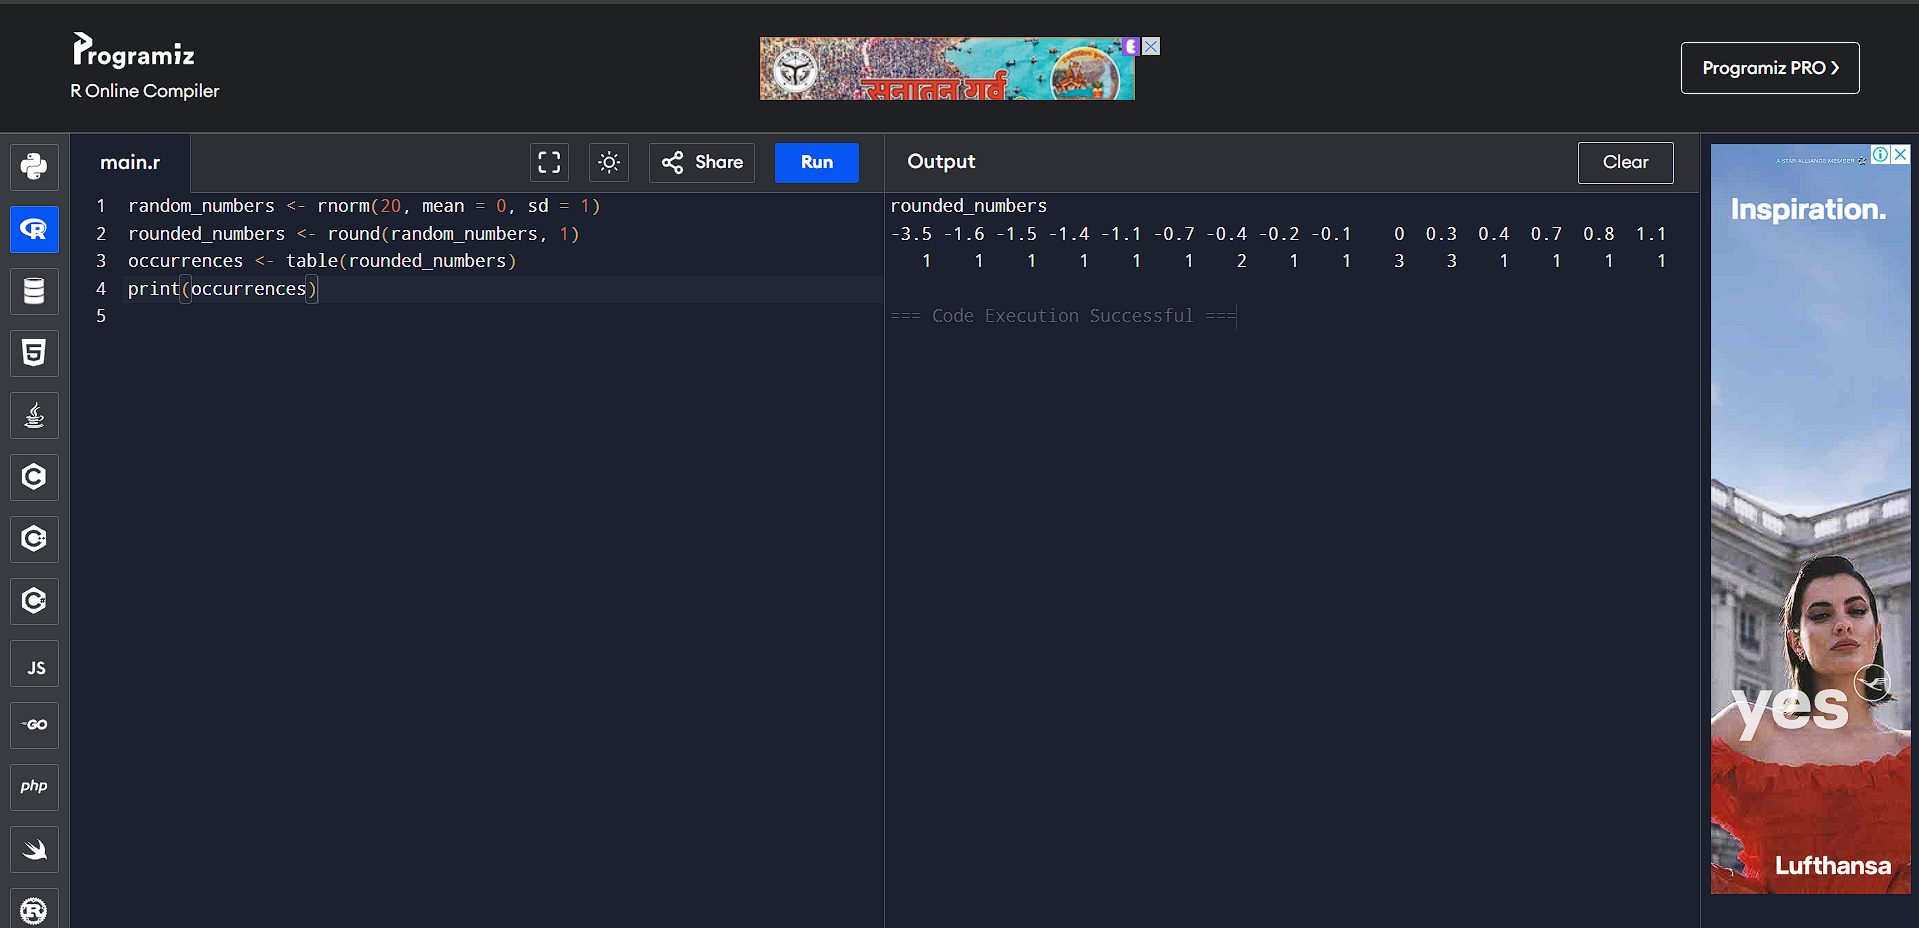 Programiz
R Online Compiler
सनातन गर्व
Programiz PRO ❯
main.r
Share
Run
Output
Clear
1 random_numbers <- rnorm(20, mean = 0, sd = 1)
2 rounded_numbers <- round(random_numbers, 1)
3 occurrences <- table(rounded_numbers)
4 print(occurrences)
5
rounded_numbers
-3.5 -1.6 -1.5 -1.4 -1.1 -0.7 -0.4 -0.2 -0.1 0 0.3 0.4 0.7 0.8 1.1
1 1 1 1 1 1 2 1 1 3 3 1 1 1 1
=== Code Execution Successful ===
JS
GO
php
A STAR ALLIANCE MEMBER
Inspiration.
yes
Lufthansa